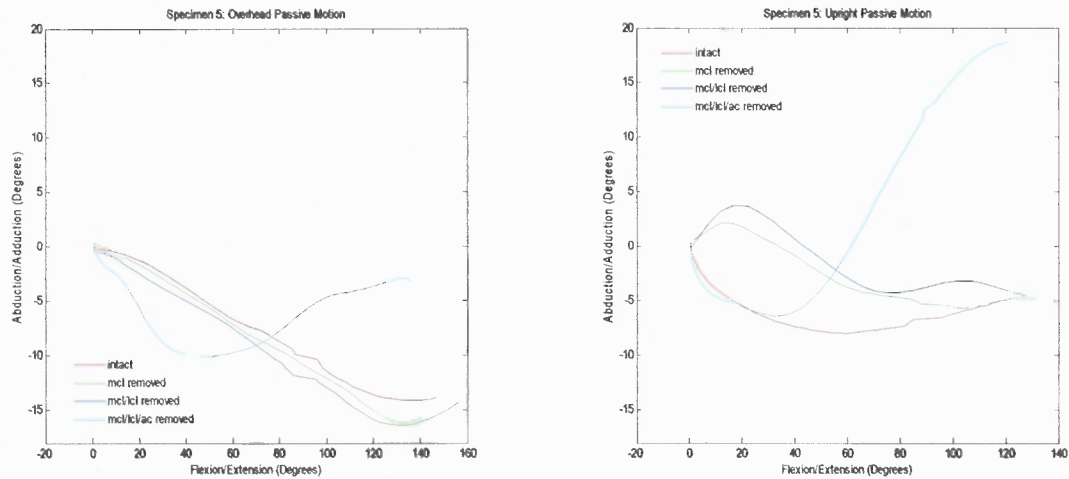 Specimen 5: Overhead Passive Motion
Abduction/Adduction (Degrees)
20
15
10
5
0
-5
-10
-15
intact
mcl removed
mcl/lcl removed
mcl/lcl/ac removed
-20 0 20 40 60 80 100 120 140 160
Flexion/Extension (Degrees)
Specimen 5: Upright Passive Motion
Abduction/Adduction (Degrees)
20
15
10
5
0
-5
-10
-15
intact
mcl removed
mcl/lcl removed
mcl/lcl/ac removed
-20 0 20 40 60 80 100 120 140
Flexion/Extension (Degrees)